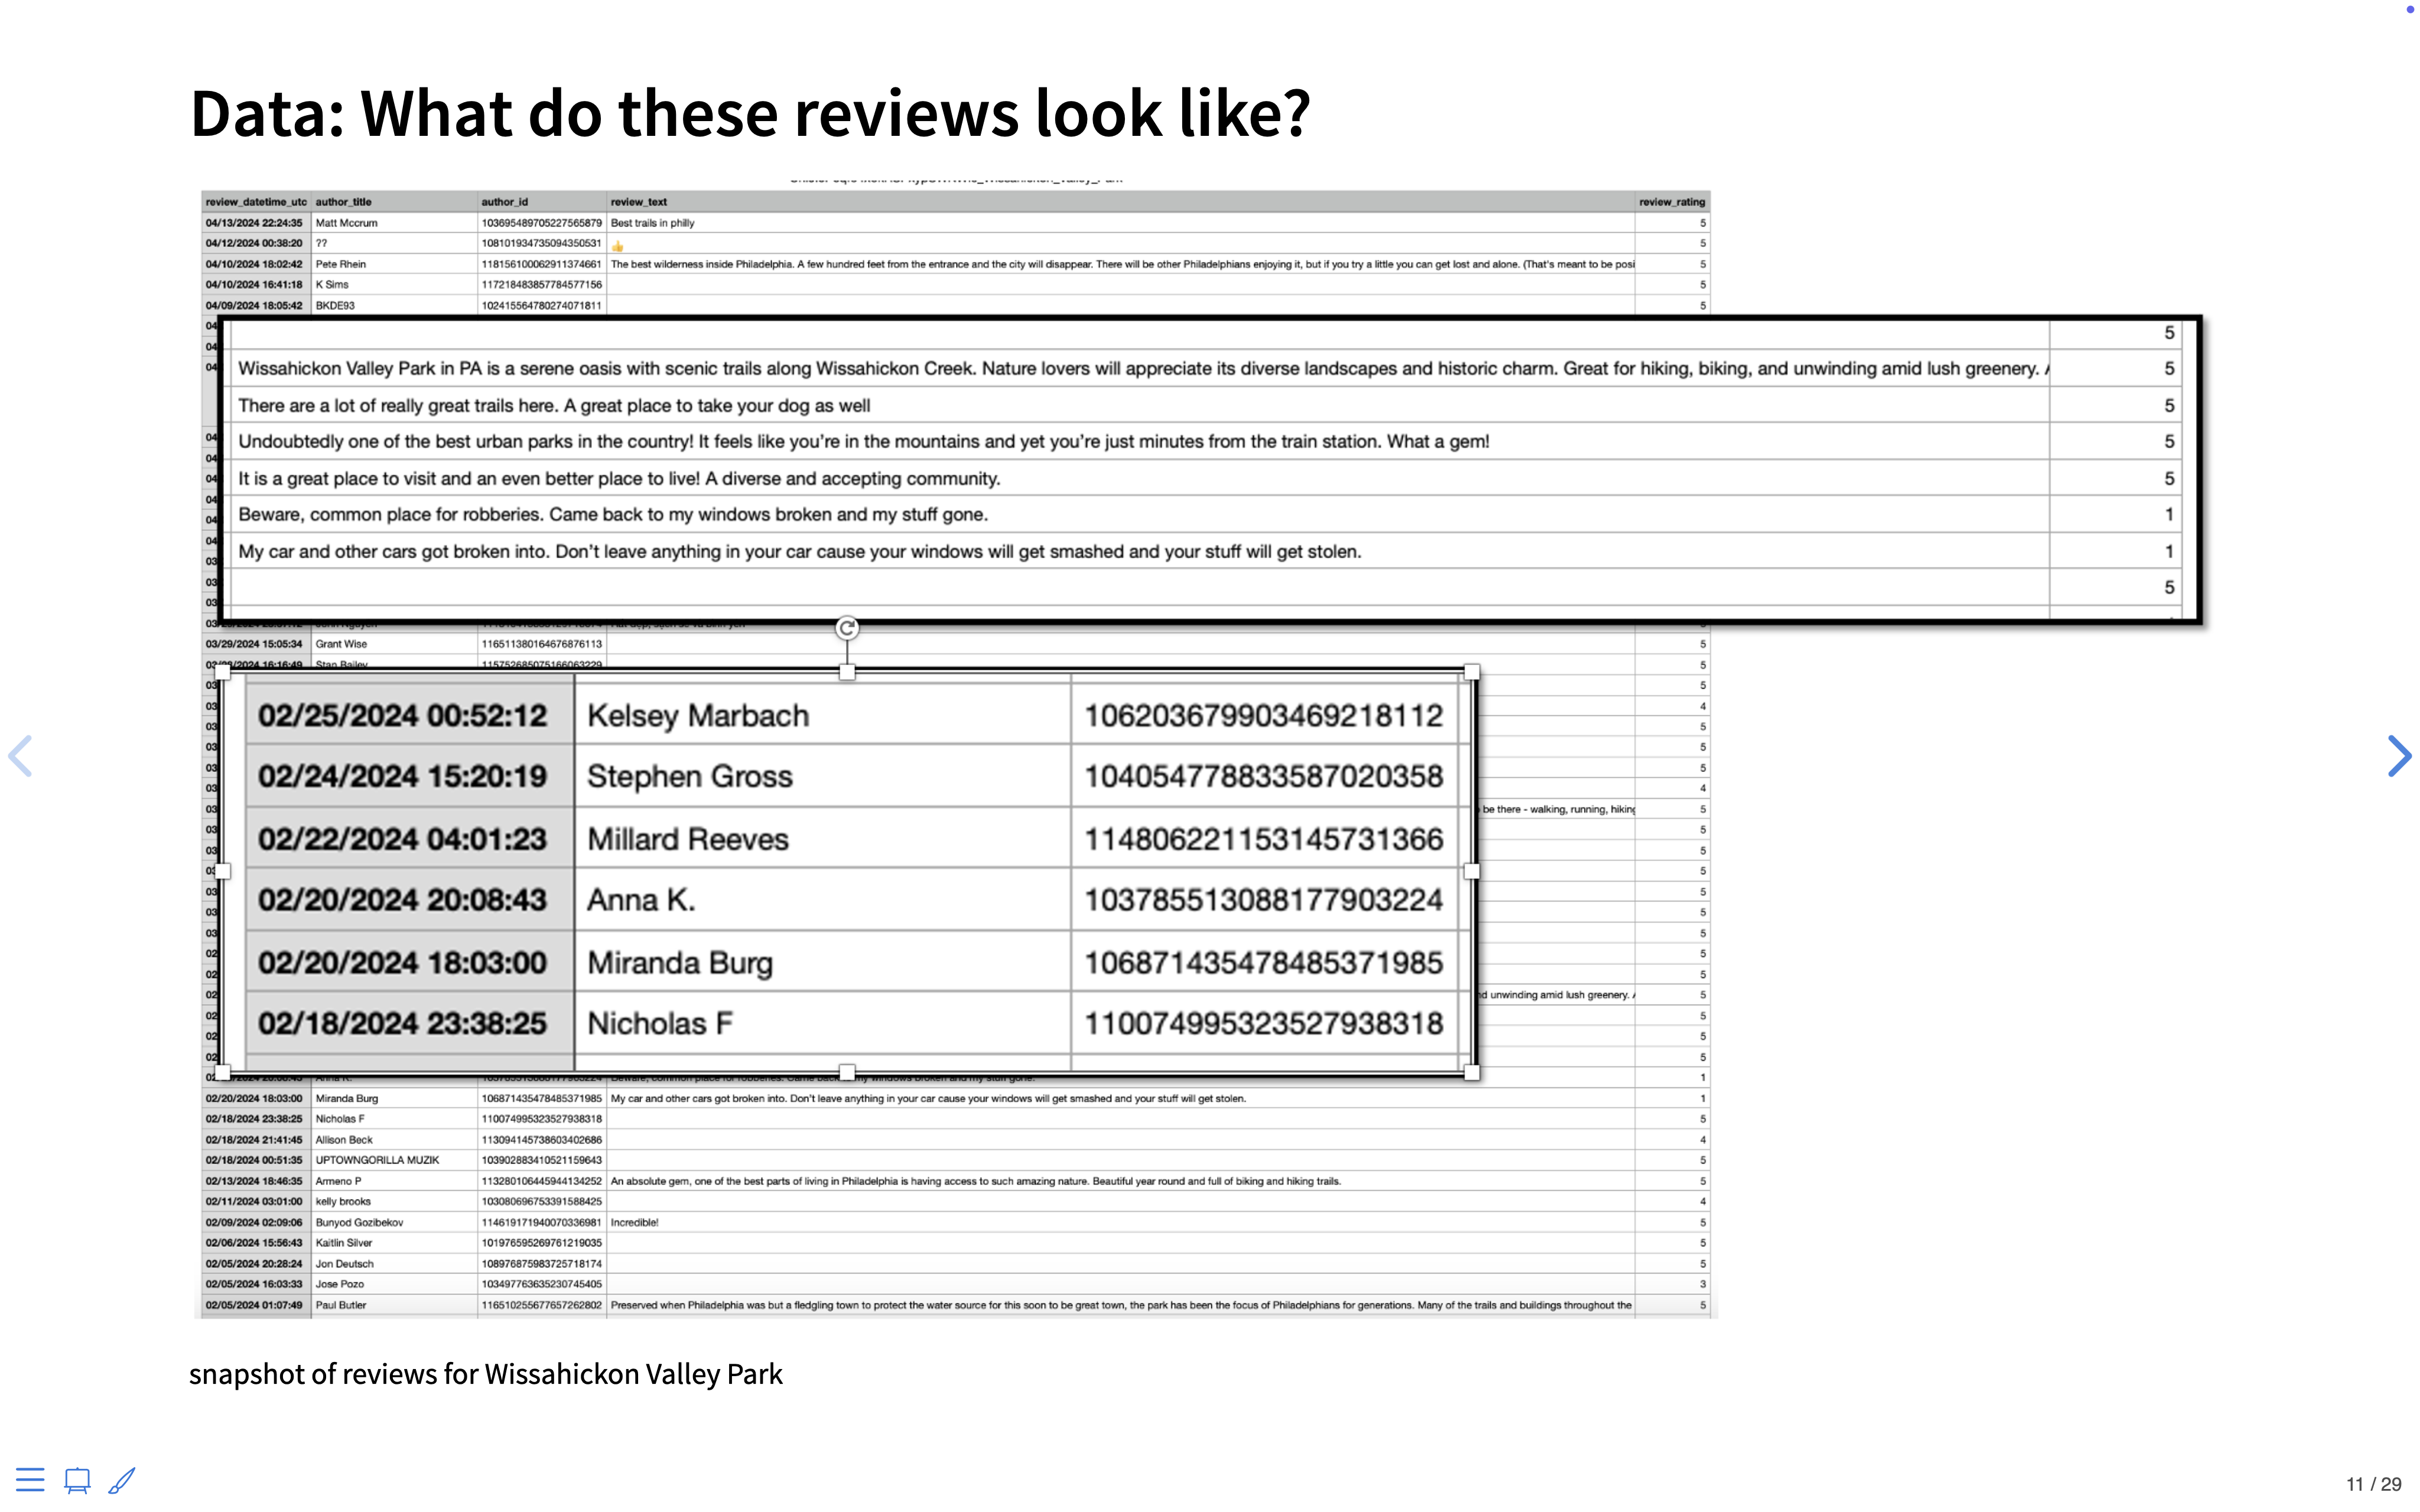 Data: What do these reviews look like?
review_datetime_utc author_title author_id review_text review_rating
04/13/2024 22:24:35 Matt Mccrum 103695489705227565879 Best trails in philly 5
04/12/2024 00:38:20 ?? 108101934735094350531 👍 5
04/10/2024 18:02:42 Pete Rhein 118156100062911374661 The best wilderness inside Philadelphia. A few hundred feet from the entrance and the city will disappear. There will be other Philadelphians enjoying it, but if you try a little you can get lost and alone. (That's meant to be posi 5
04/10/2024 16:41:18 K Sims 117218483857784577156 5
04/09/2024 18:05:42 BKDE93 102415564780274071811 5
5
Wissahickon Valley Park in PA is a serene oasis with scenic trails along Wissahickon Creek. Nature lovers will appreciate its diverse landscapes and historic charm. Great for hiking, biking, and unwinding amid lush greenery. 5
There are a lot of really great trails here. A great place to take your dog as well 5
Undoubtedly one of the best urban parks in the country! It feels like you’re in the mountains and yet you’re just minutes from the train station. What a gem! 5
It is a great place to visit and an even better place to live! A diverse and accepting community. 5
Beware, common place for robberies. Came back to my windows broken and my stuff gone. 1
My car and other cars got broken into. Don’t leave anything in your car cause your windows will get smashed and your stuff will get stolen. 1
5
03/29/2024 15:05:34 Grant Wise 116511380164676876113 5
Stan Bailey 115752685075166063229 5
02/25/2024 00:52:12 Kelsey Marbach 106203679903469218112
02/24/2024 15:20:19 Stephen Gross 104054778833587020358
02/22/2024 04:01:23 Millard Reeves 114806221153145731366
02/20/2024 20:08:43 Anna K. 103785513088177903224
02/20/2024 18:03:00 Miranda Burg 106871435478485371985
02/18/2024 23:38:25 Nicholas F 110074995323527938318
be there - walking, running, hiking 5
nd unwinding amid lush greenery. 5
02/20/2024 18:03:00 Miranda Burg 106871435478485371985 My car and other cars got broken into. Don’t leave anything in your car cause your windows will get smashed and your stuff will get stolen. 1
02/18/2024 23:38:25 Nicholas F 110074995323527938318 5
02/18/2024 21:41:45 Allison Beck 113094145738603402686 4
02/18/2024 00:51:35 UPTOWNGORILLA MUZIK 103902883410521159643 5
02/13/2024 18:46:35 Armeno P 113280106445944134252 An absolute gem, one of the best parts of living in Philadelphia is having access to such amazing nature. Beautiful year round and full of biking and hiking trails. 5
02/11/2024 03:01:00 kelly brooks 103080696753391588425 4
02/09/2024 02:09:06 Bunyod Gozibekov 114619171940070336981 Incredible! 5
02/06/2024 15:56:43 Kaitlin Silver 101976595269761219035 5
02/05/2024 20:28:24 Jon Deutsch 108976875983725718174 5
02/05/2024 16:03:33 Jose Pozo 103497763635230745405 3
02/05/2024 01:07:49 Paul Butler 116510255677657262802 Preserved when Philadelphia was but a fledgling town to protect the water source for this soon to be great town, the park has been the focus of Philadelphians for generations. Many of the trails and buildings throughout the 5
snapshot of reviews for Wissahickon Valley Park
11 / 29